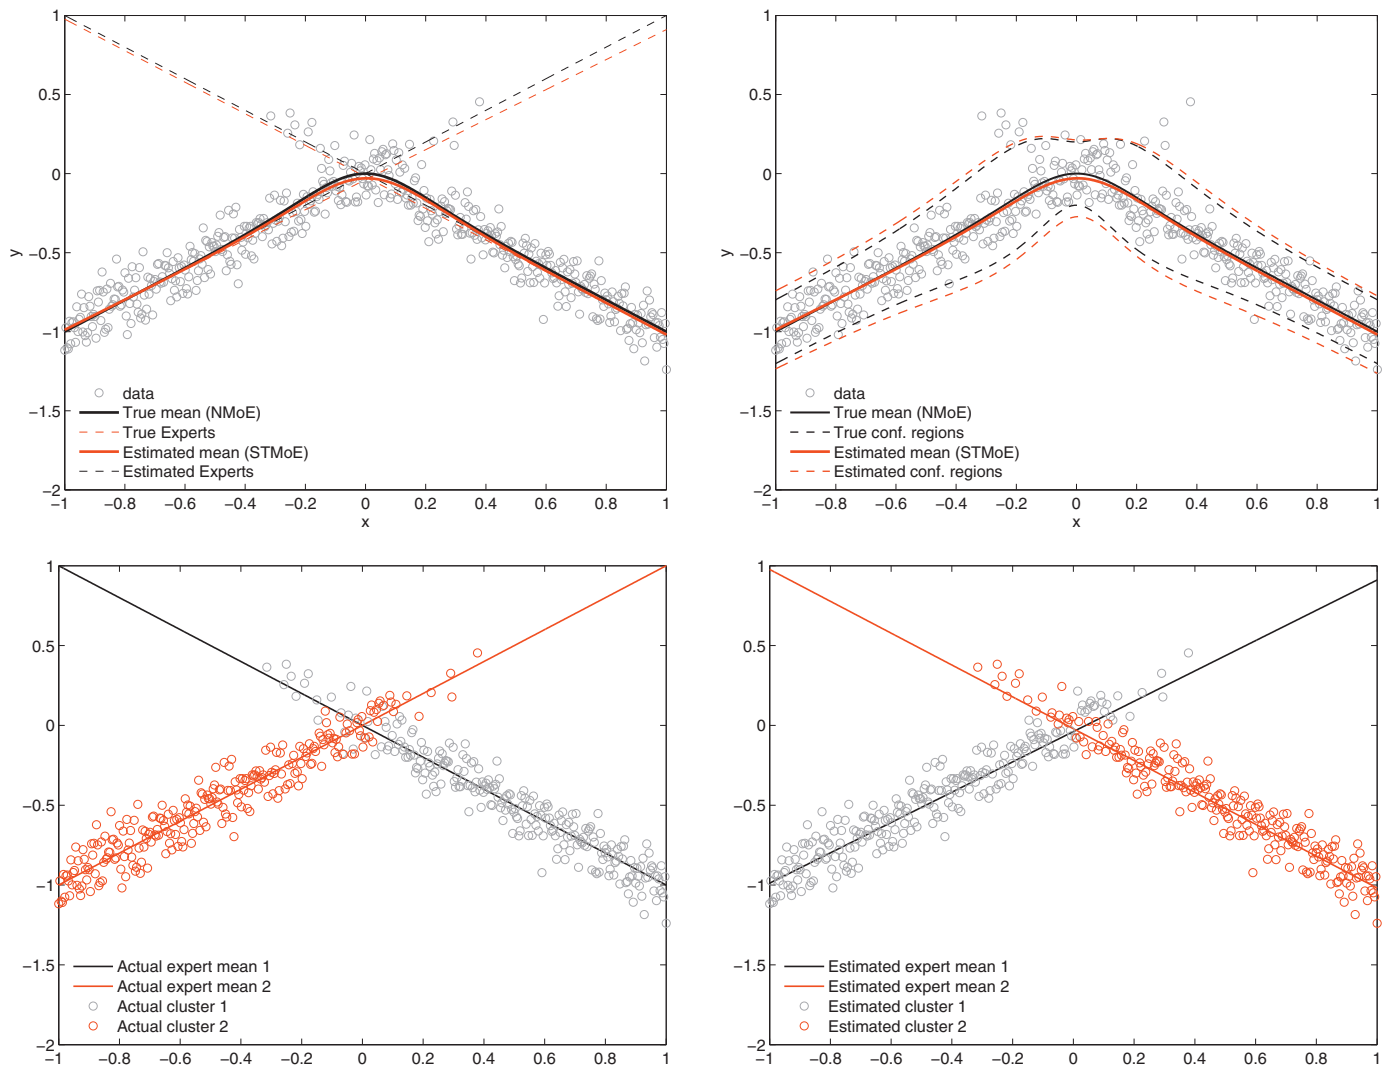 1
0.5
0
−0.5
−1
−1.5
−2
y
data
True mean (NMoE)
True Experts
Estimated mean (STMoE)
Estimated Experts
−1 −0.8 −0.6 −0.4 −0.2 0 0.2 0.4 0.6 0.8 1
x
1
0.5
0
−0.5
−1
−1.5
−2
y
data
True mean (NMoE)
True conf. regions
Estimated mean (STMoE)
Estimated conf. regions
−1 −0.8 −0.6 −0.4 −0.2 0 0.2 0.4 0.6 0.8 1
x
1
0.5
0
−0.5
−1
−1.5
−2
Actual expert mean 1
Actual expert mean 2
Actual cluster 1
Actual cluster 2
−1 −0.8 −0.6 −0.4 −0.2 0 0.2 0.4 0.6 0.8 1
1
0.5
0
−0.5
−1
−1.5
−2
Estimated expert mean 1
Estimated expert mean 2
Estimated cluster 1
Estimated cluster 2
−1 −0.8 −0.6 −0.4 −0.2 0 0.2 0.4 0.6 0.8 1